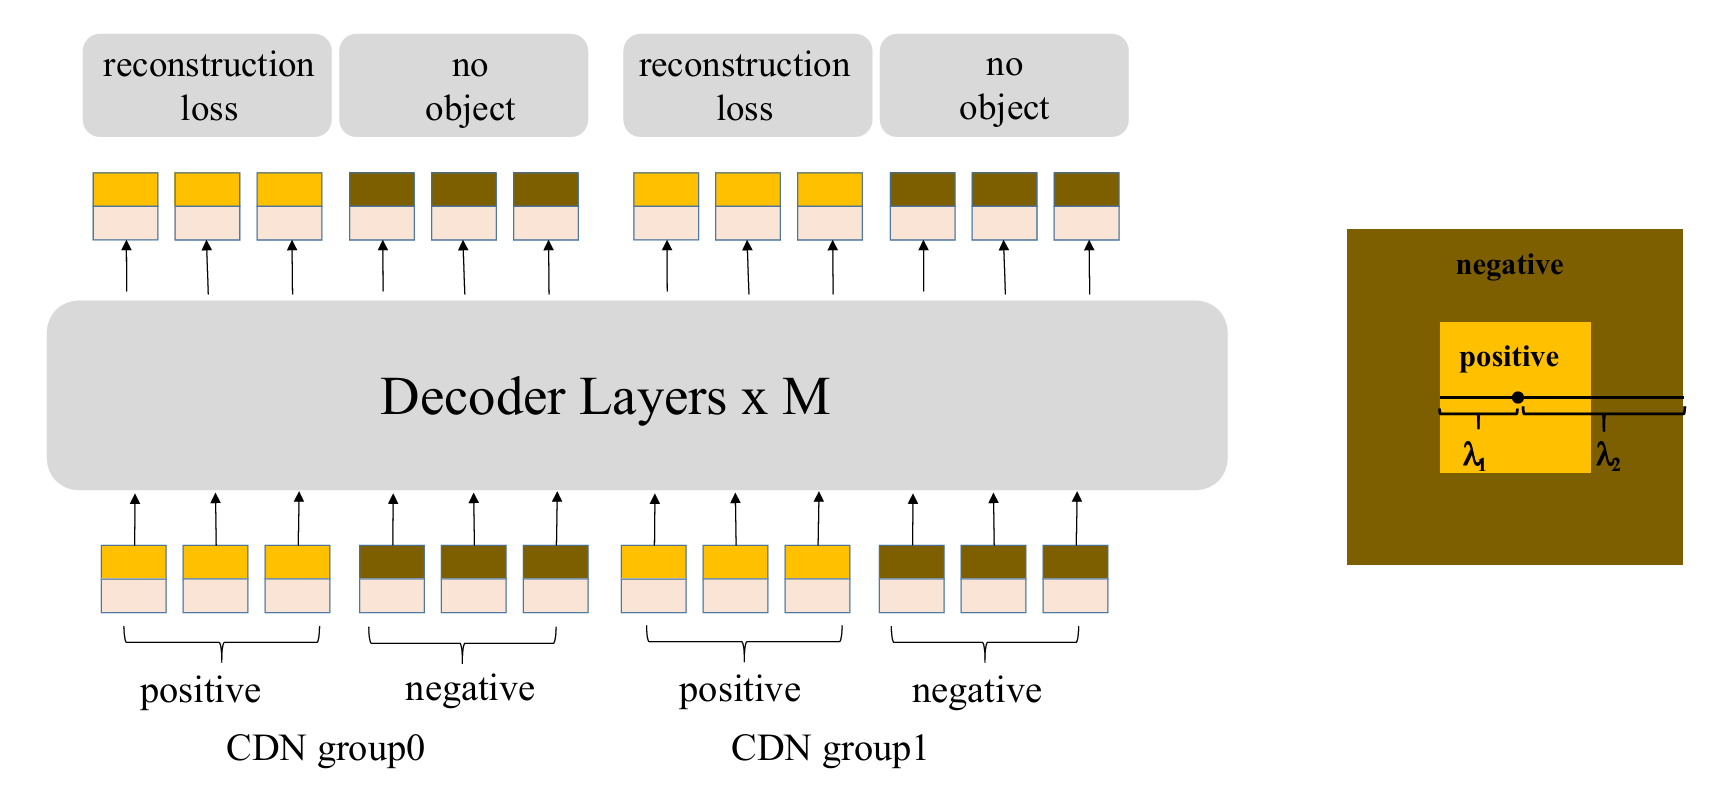 reconstruction
loss
no
object
reconstruction
loss
no
object
Decoder Layers x M
positive
negative
positive
negative
CDN group0
CDN group1
negative
positive
λ1
λ2